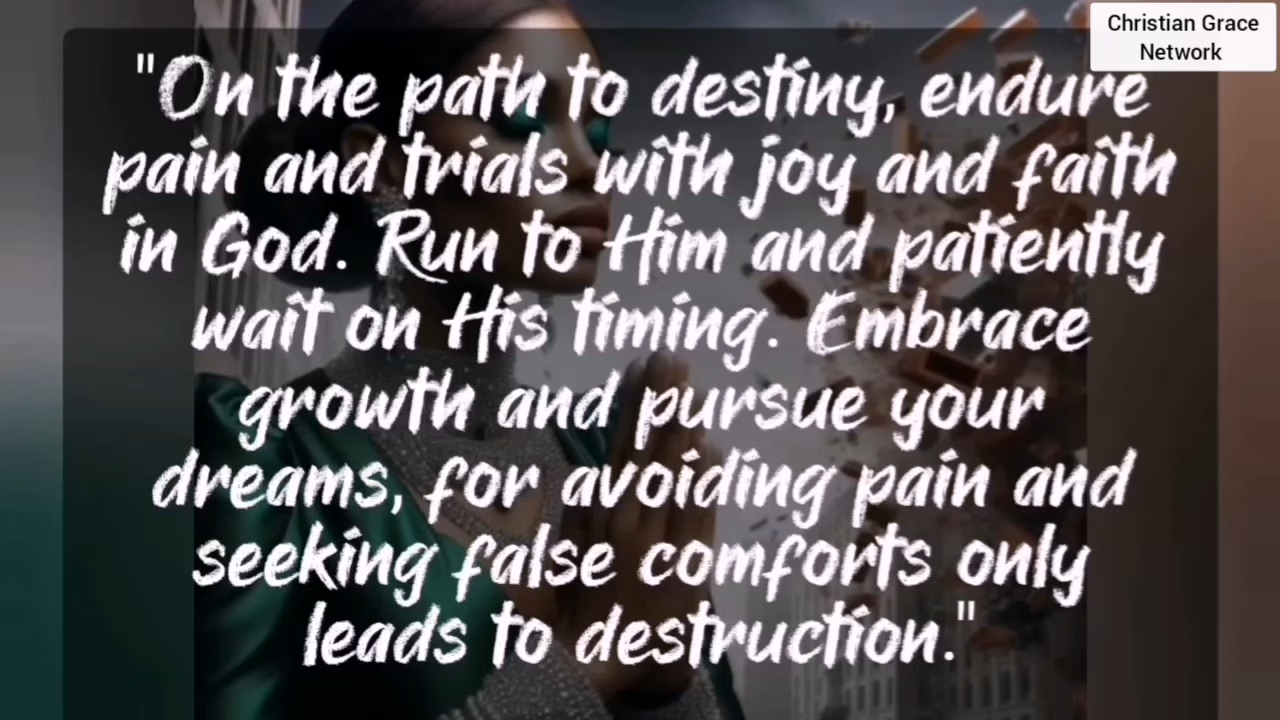 Christian Grace
Network
"On the path to destiny, endure
pain and trials with joy and faith
in God. Run to Him and patiently
wait on His timing. Embrace
growth and pursue your
dreams, for avoiding pain and
seeking false comforts only
leads to destruction."